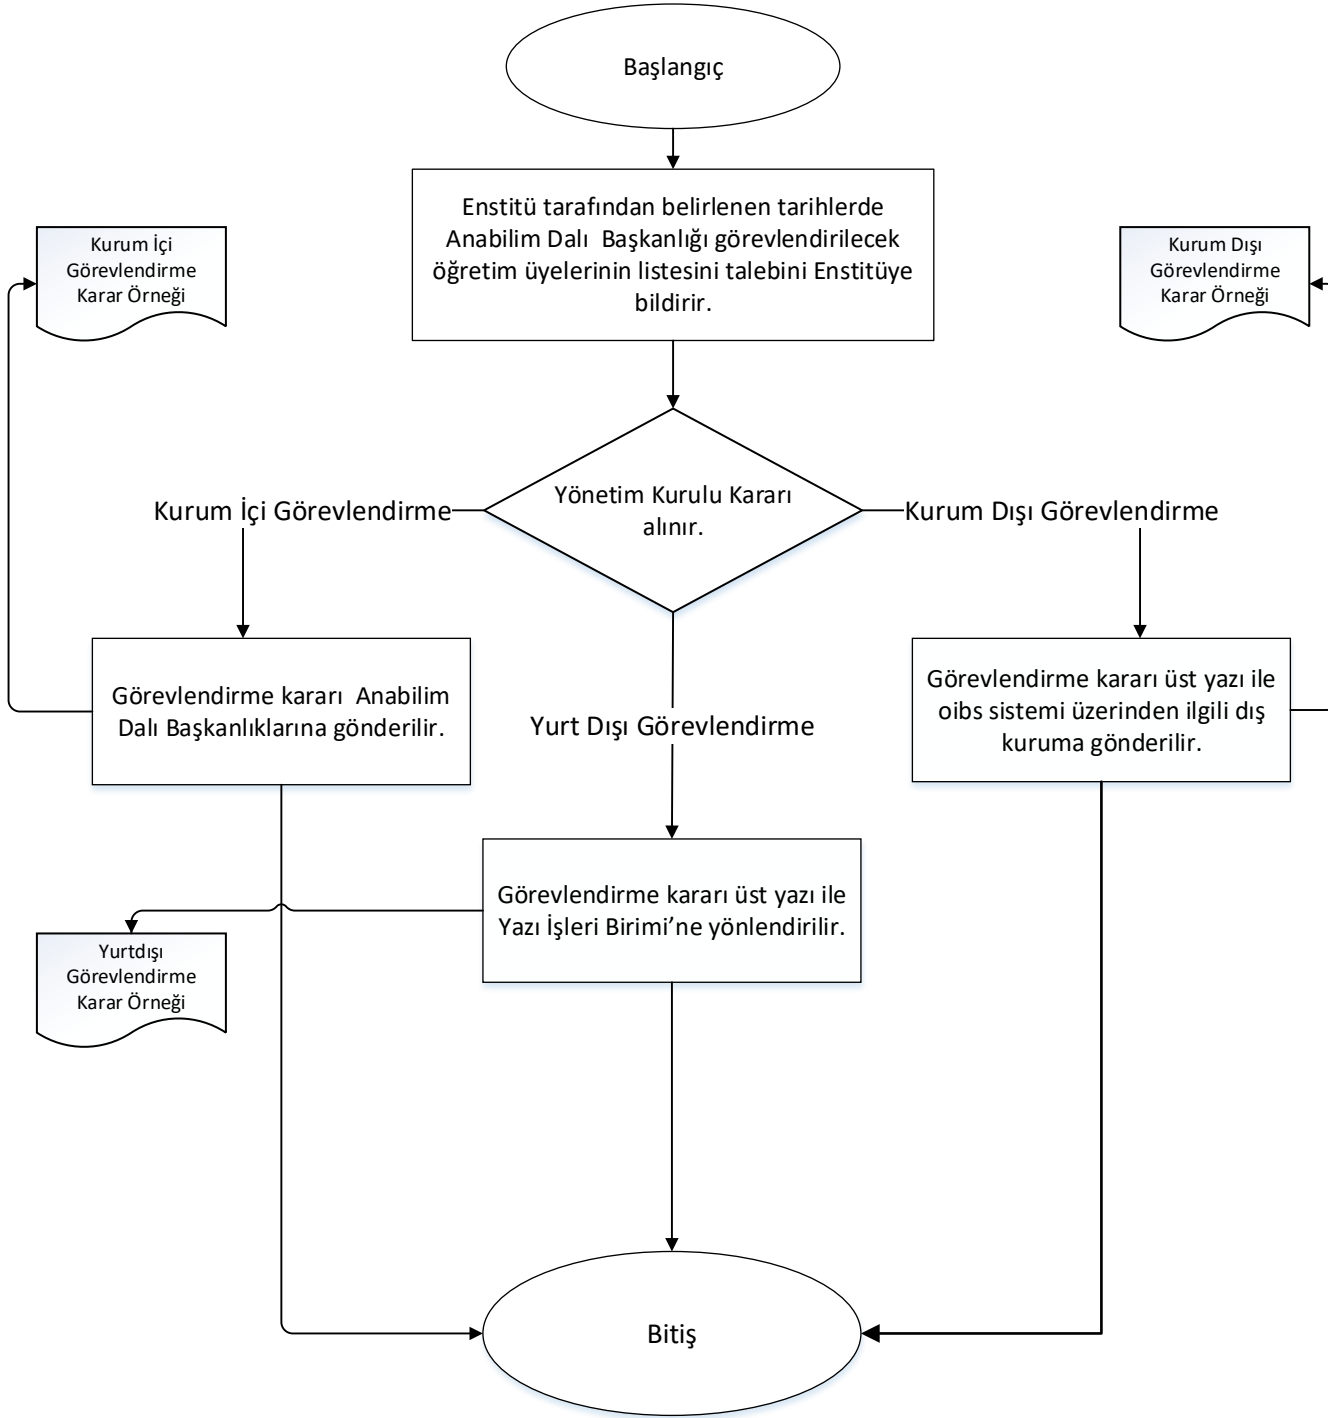 Başlangıç
Enstitü tarafından belirlenen tarihlerde
Anabilim Dalı  Başkanlığı görevlendirilecek
öğretim üyelerinin listesini talebini Enstitüye
bildirir.
Kurum İçi
Görevlendirme
Karar Örneği
Kurum Dışı
Görevlendirme
Karar Örneği
Yönetim Kurulu Kararı
alınır.
Kurum İçi Görevlendirme
Kurum Dışı Görevlendirme
Görevlendirme kararı  Anabilim
Dalı Başkanlıklarına gönderilir.
Yurt Dışı Görevlendirme
Görevlendirme kararı üst yazı ile
oibs sistemi üzerinden ilgili dış
kuruma gönderilir.
Görevlendirme kararı üst yazı ile
Yazı İşleri Birimi’ne yönlendirilir.
Yurtdışı
Görevlendirme
Karar Örneği
Bitiş